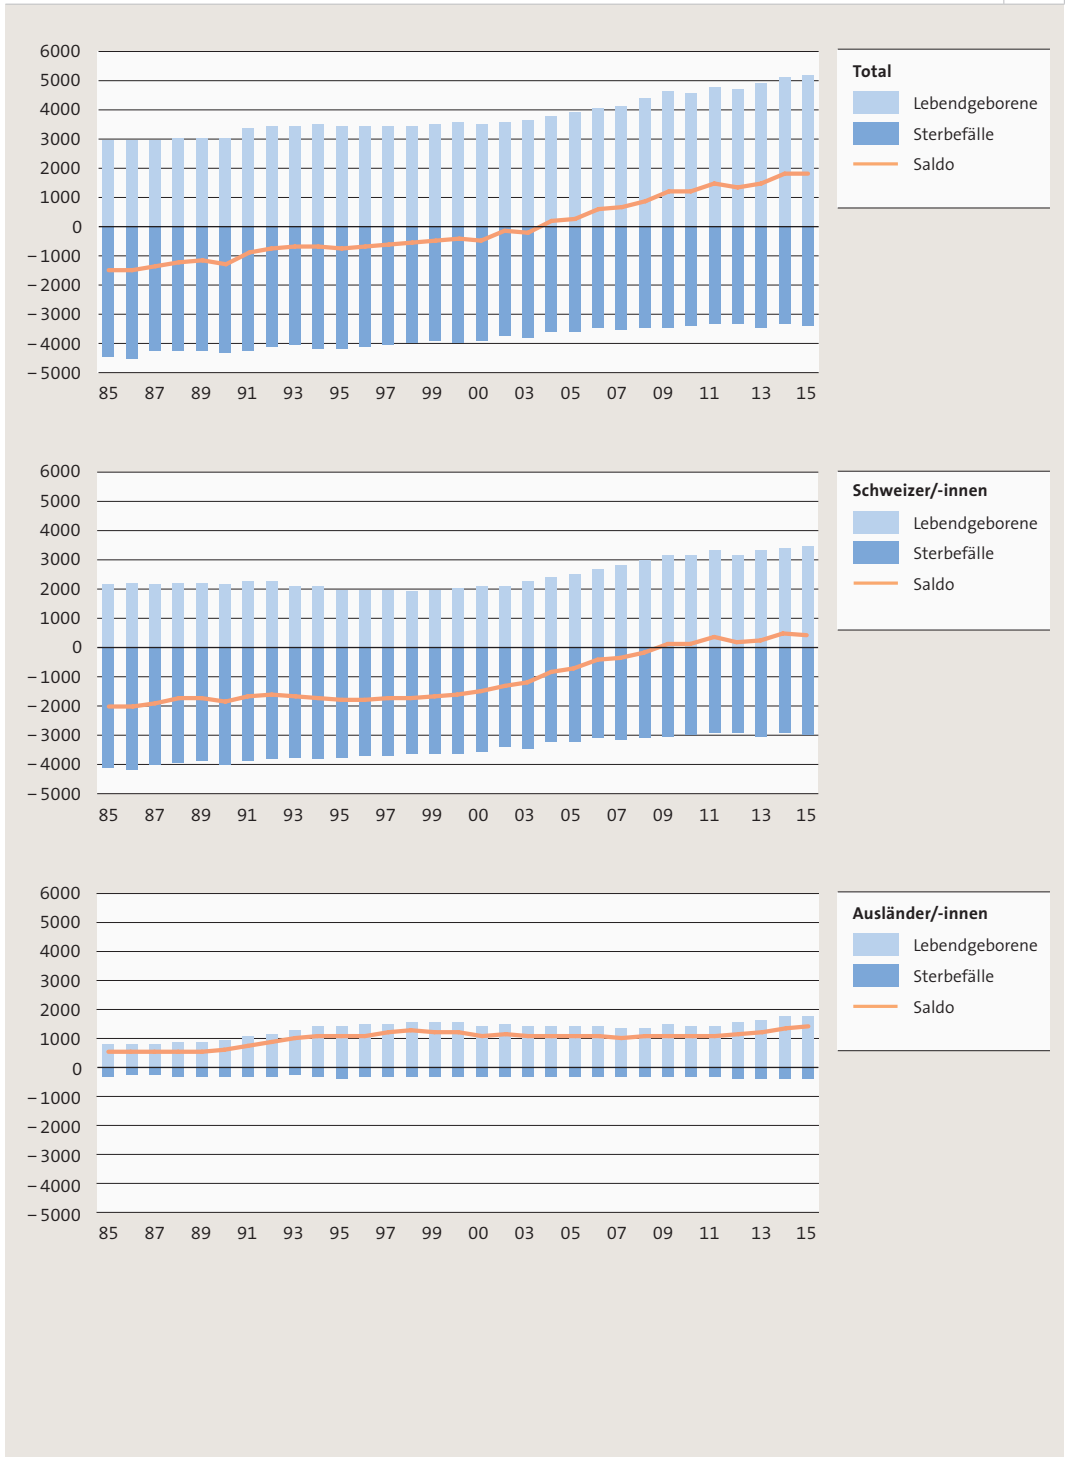 6000
5000
4000
3000
2000
1000
0
– 1000
– 2000
– 3000
– 4000
– 5000
85 87 89 91 93 95 97 99 00 03 05 07 09 11 13 15
Total
Lebendgeborene
Sterbefälle
Saldo
6000
5000
4000
3000
2000
1000
0
– 1000
– 2000
– 3000
– 4000
– 5000
85 87 89 91 93 95 97 99 00 03 05 07 09 11 13 15
Schweizer/-innen
Lebendgeborene
Sterbefälle
Saldo
6000
5000
4000
3000
2000
1000
0
– 1000
– 2000
– 3000
– 4000
– 5000
85 87 89 91 93 95 97 99 00 03 05 07 09 11 13 15
Ausländer/-innen
Lebendgeborene
Sterbefälle
Saldo